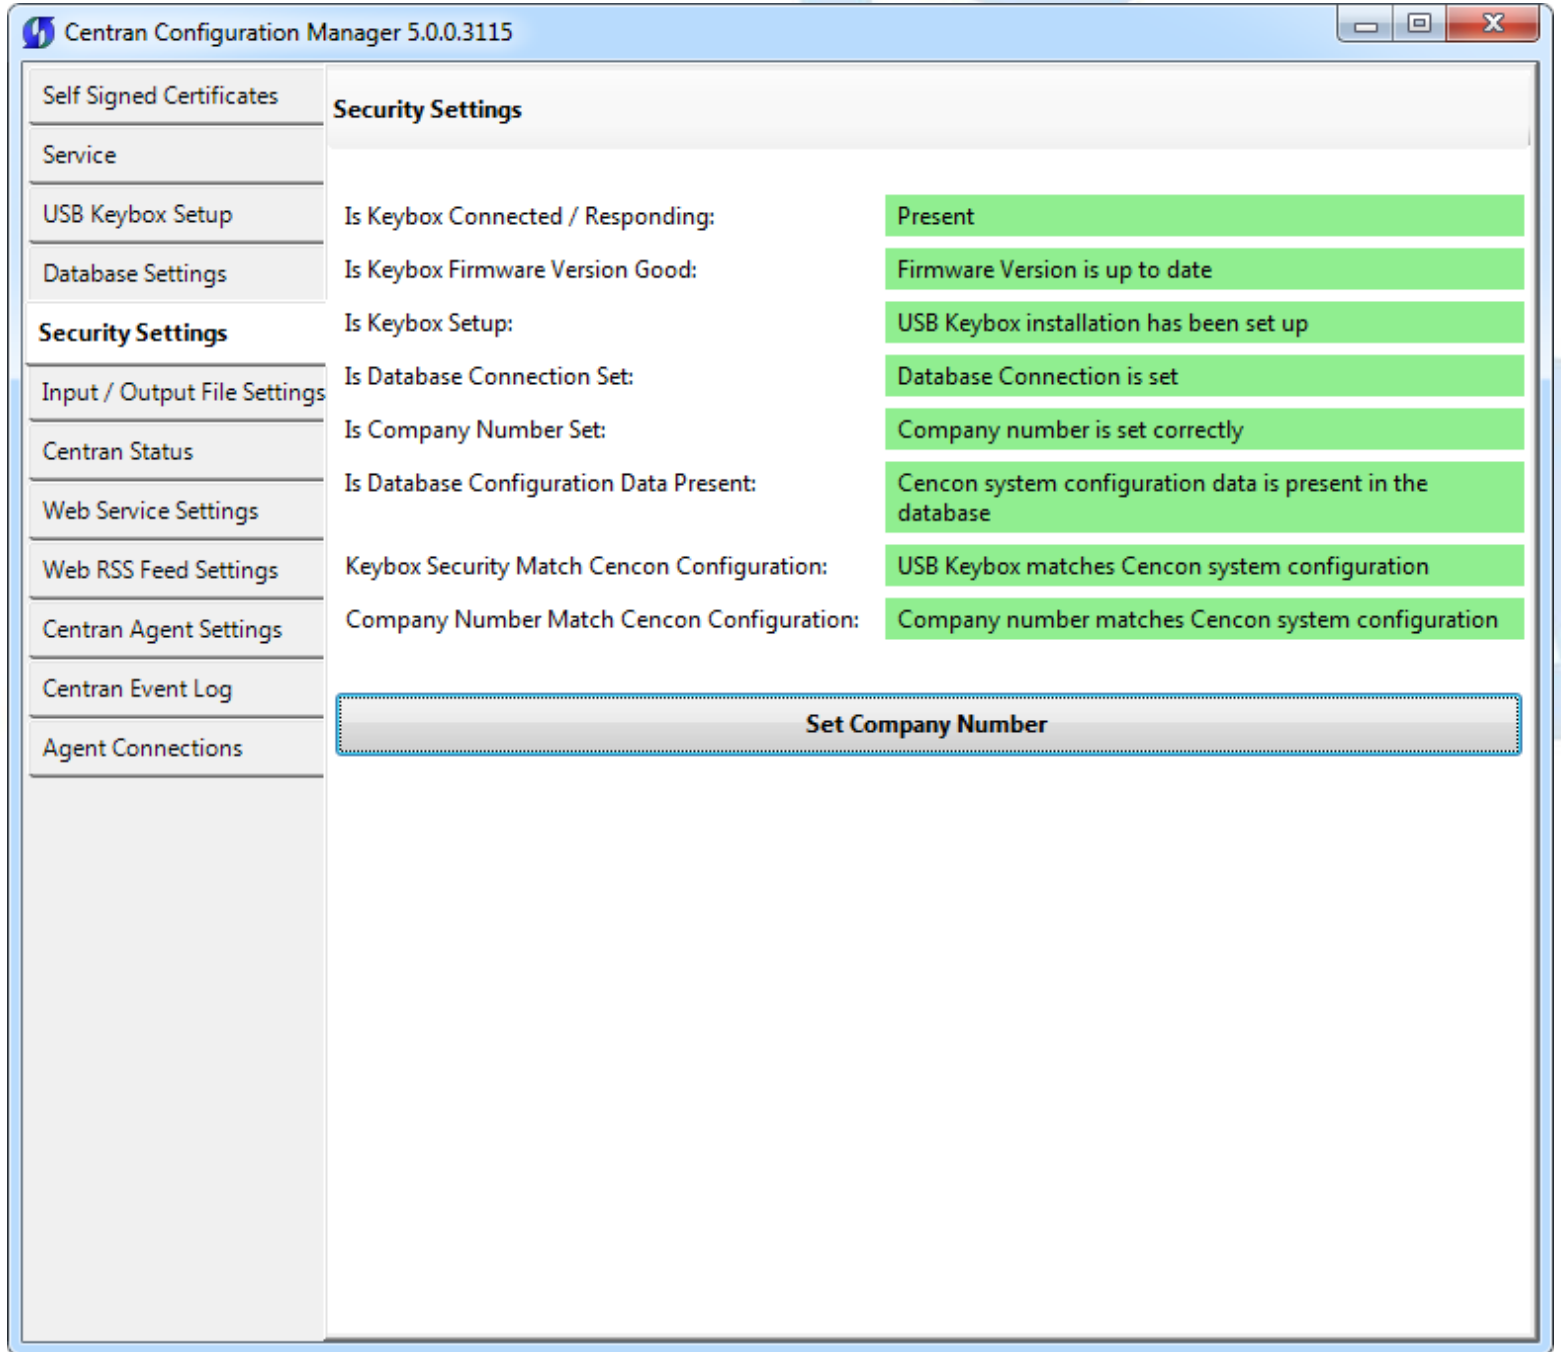 Centran Configuration Manager 5.0.0.3115
Self Signed Certificates
Service
USB Keybox Setup
Database Settings
Security Settings
Input / Output File Settings
Centran Status
Web Service Settings
Web RSS Feed Settings
Centran Agent Settings
Centran Event Log
Agent Connections
Security Settings
Is Keybox Connected / Responding: Present
Is Keybox Firmware Version Good: Firmware Version is up to date
Is Keybox Setup: USB Keybox installation has been set up
Is Database Connection Set: Database Connection is set
Is Company Number Set: Company number is set correctly
Is Database Configuration Data Present: Cencon system configuration data is present in the
database
Keybox Security Match Cencon Configuration: USB Keybox matches Cencon system configuration
Company Number Match Cencon Configuration: Company number matches Cencon system configuration
Set Company Number